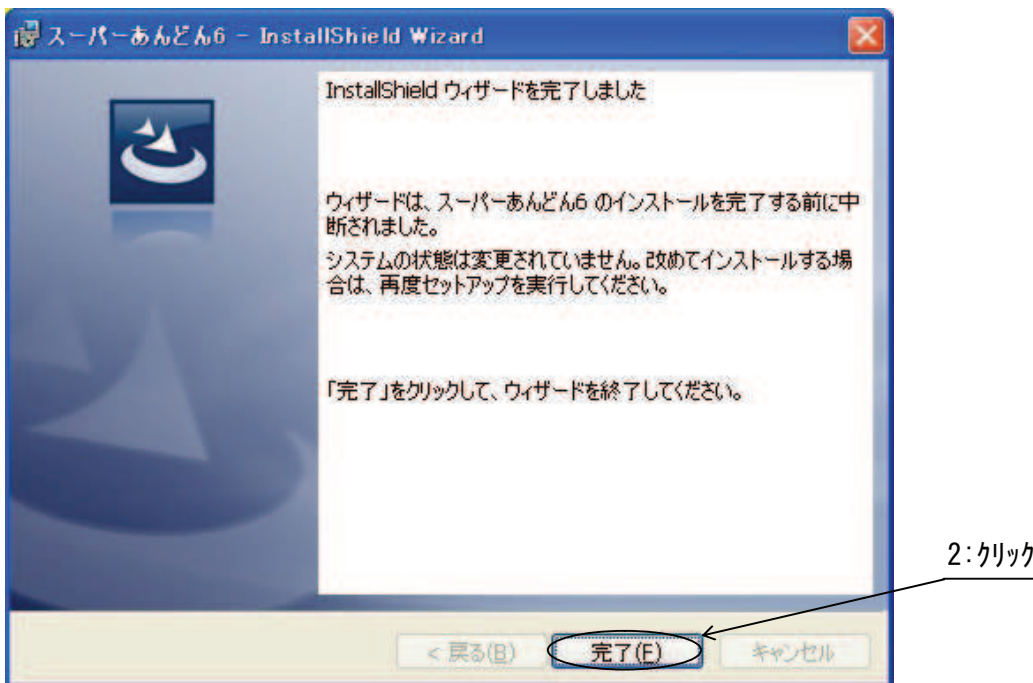 スーパーあんどん6 - InstallShield Wizard
InstallShield ウィザードを完了しました
ウィザードは、スーパーあんどん6 のインストールを完了する前に中
断されました。
システムの状態は変更されていません。改めてインストールする場
合は、再度セットアップを実行してください。
「完了」をクリックして、ウィザードを終了してください。
2:クリック
< 戻る(B)
完了(F)
キャンセル